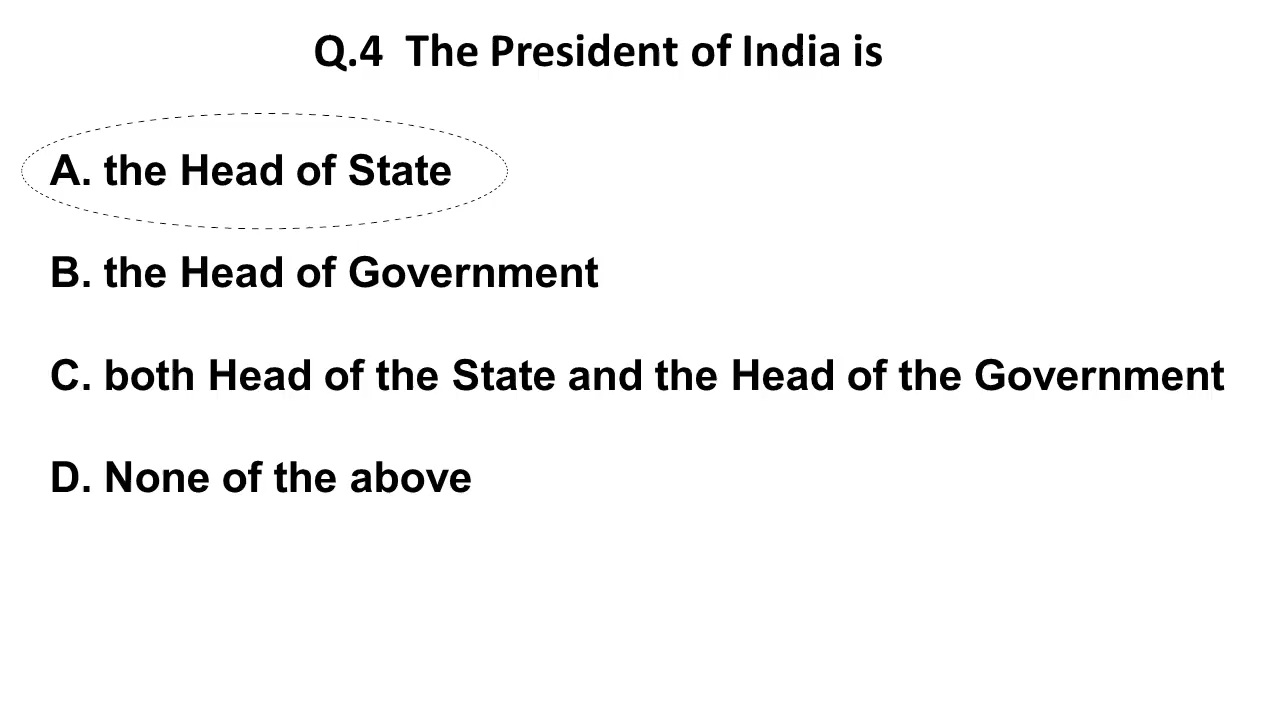 Q.4 The President of India is
A. the Head of State
B. the Head of Government
C. both Head of the State and the Head of the Government
D. None of the above